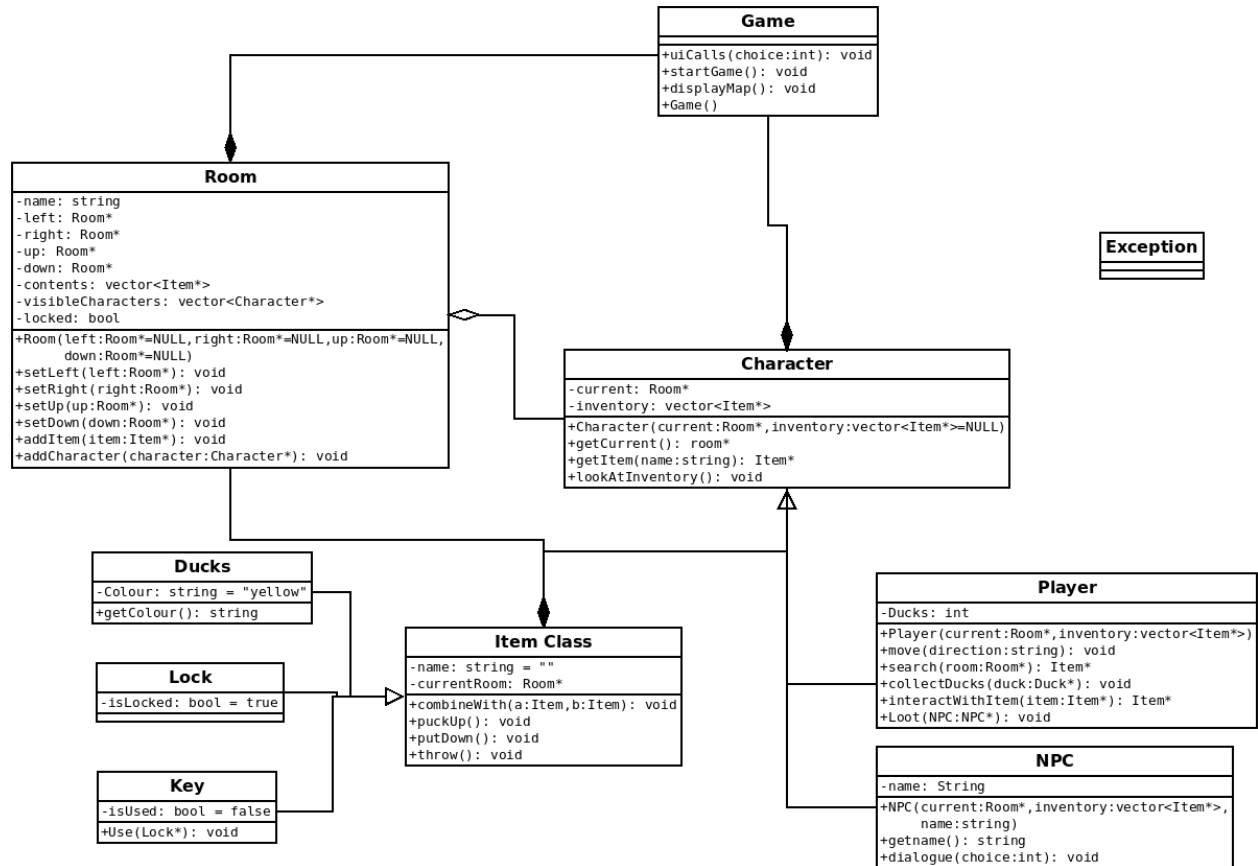 Game
+uiCalls(choice:int): void
+startGame(): void
+displayMap(): void
+Game()
Room
-name: string
-left: Room*
-right: Room*
-up: Room*
-down: Room*
-contents: vector<Item*>
-visibleCharacters: vector<Character*>
-locked: bool
+Room(left:Room*=NULL,right:Room*=NULL,up:Room*=NULL,
down:Room*=NULL)
+setLeft(left:Room*): void
+setRight(right:Room*): void
+setUp(up:Room*): void
+setDown(down:Room*): void
+addItem(item:Item*): void
+addCharacter(character:Character*): void
Exception
Character
-current: Room*
-inventory: vector<Item*>
+Character(current:Room*,inventory:vector<Item*>=NULL)
+getCurrent(): room*
+getItem(name:string): Item*
+lookAtInventory(): void
Ducks
-Colour: string = "yellow"
+getColour(): string
Lock
-isLocked: bool = true
Key
-isUsed: bool = false
+Use(Lock*): void
Item Class
-name: string = ""
-currentRoom: Room*
+combineWith(a:Item,b:Item): void
+puckUp(): void
+putDown(): void
+throw(): void
Player
-Ducks: int
+Player(current:Room*,inventory:vector<Item*>)
+move(direction:string): void
+search(room:Room*): Item*
+collectDucks(duck:Duck*): void
+interactWithItem(item:Item*): Item*
+Loot(NPC:NPC*): void
NPC
-name: String
+NPC(current:Room*,inventory:vector<Item*>,
name:string)
+getname(): string
+dialogue(choice:int): void